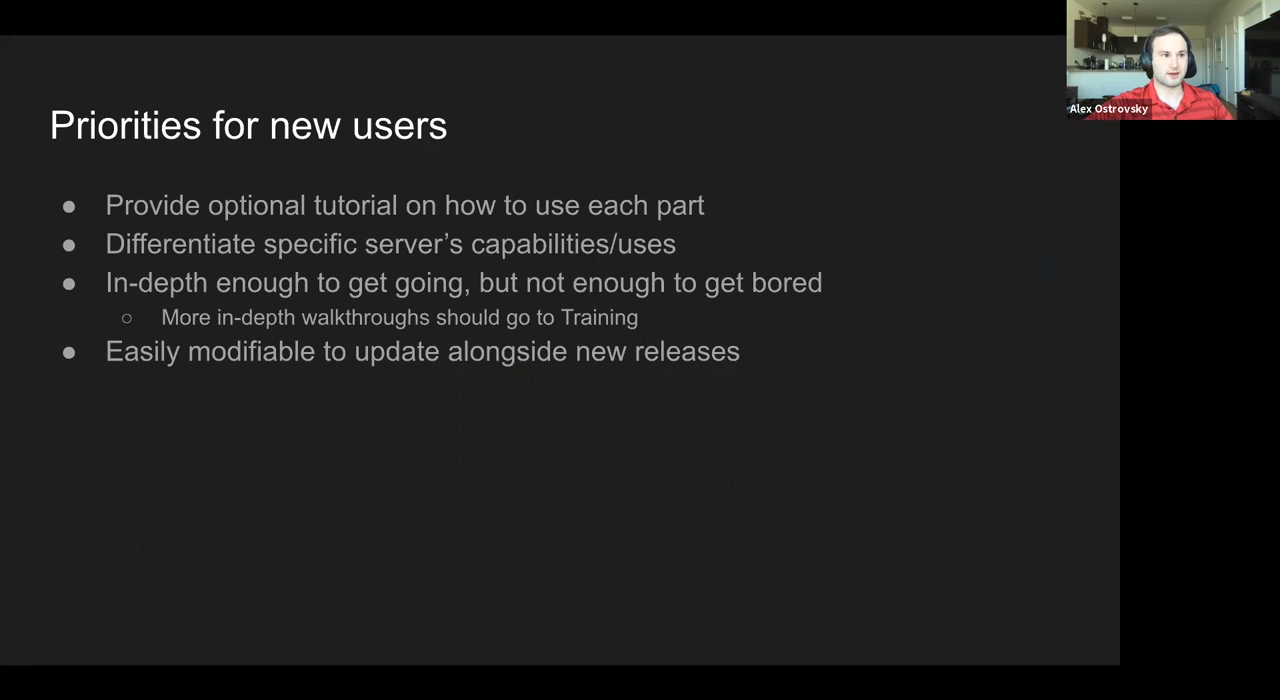 Alex Ostrovsky
Priorities for new users
● Provide optional tutorial on how to use each part
● Differentiate specific server’s capabilities/uses
● In-depth enough to get going, but not enough to get bored
○ More in-depth walkthroughs should go to Training
● Easily modifiable to update alongside new releases